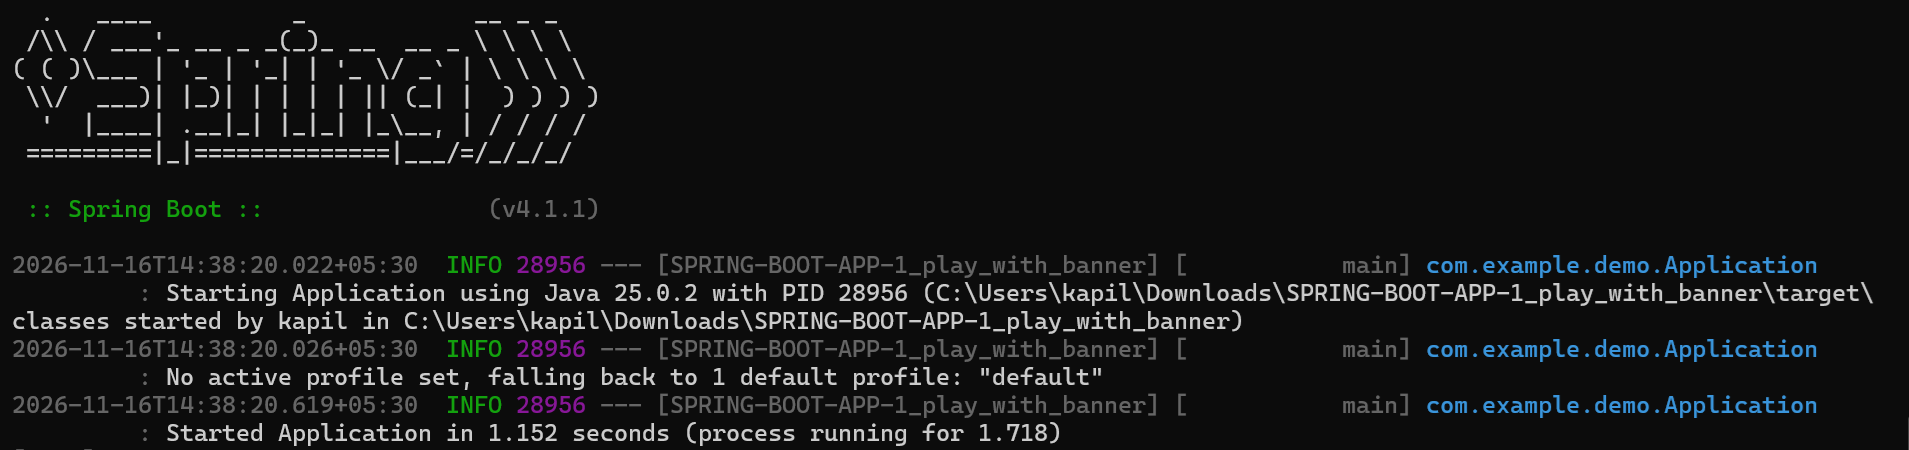 .   ____          _            __ _ _
 /\\ / ___'_ __ _ _(_)_ __  __ _ \ \ \ \
( ( )\___ | '_ | '_| | '_ \/ _` | \ \ \ \
 \\/  ___)| |_)| | | | | || (_| |  ) ) ) )
  '  |____| .__|_| |_|_| |_\__, | / / / /
 =========|_|==============|___/=/_/_/_/

 :: Spring Boot ::                (v4.1.1)

2026-11-16T14:38:20.022+05:30  INFO 28956 --- [SPRING-BOOT-APP-1_play_with_banner] [           main] com.example.demo.Application
         : Starting Application using Java 25.0.2 with PID 28956 (C:\Users\kapil\Downloads\SPRING-BOOT-APP-1_play_with_banner\target\
classes started by kapil in C:\Users\kapil\Downloads\SPRING-BOOT-APP-1_play_with_banner)
2026-11-16T14:38:20.026+05:30  INFO 28956 --- [SPRING-BOOT-APP-1_play_with_banner] [           main] com.example.demo.Application
         : No active profile set, falling back to 1 default profile: "default"
2026-11-16T14:38:20.619+05:30  INFO 28956 --- [SPRING-BOOT-APP-1_play_with_banner] [           main] com.example.demo.Application
         : Started Application in 1.152 seconds (process running for 1.718)